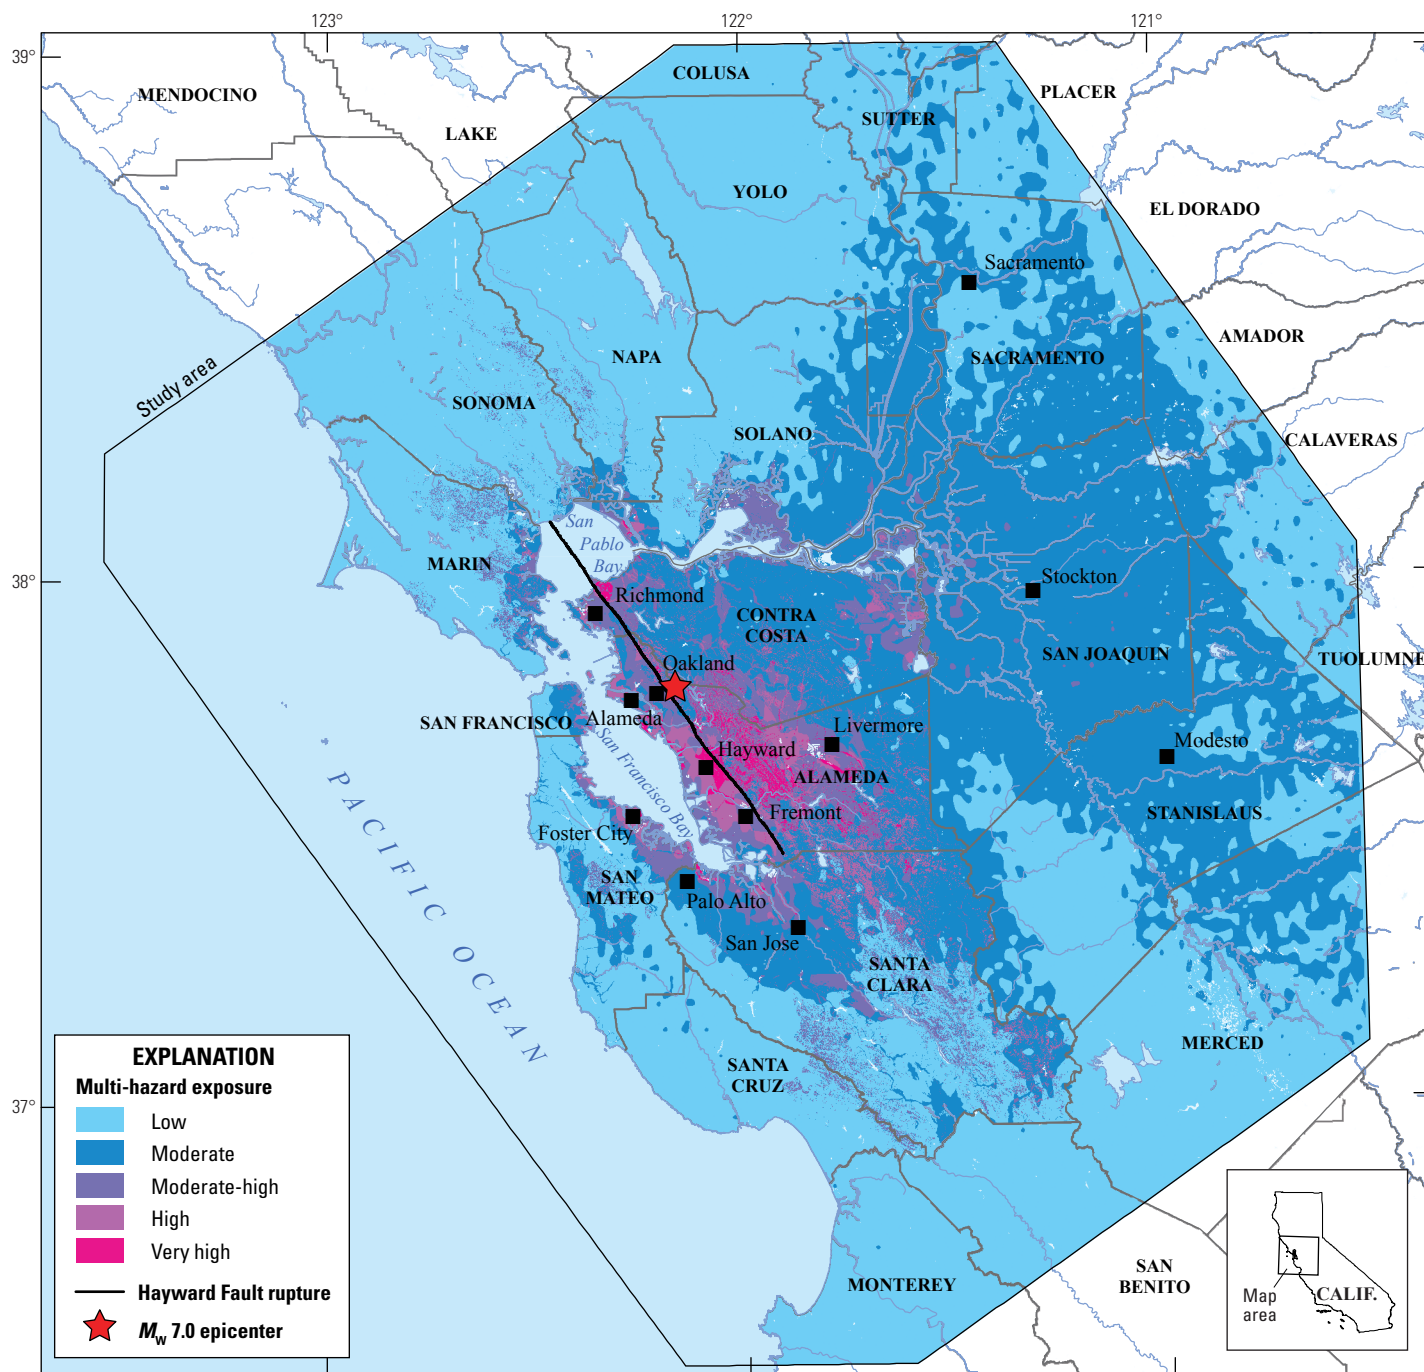 123°
122°
121°
39°
38°
37°
MENDOCINO
LAKE
COLUSA
SUTTER
PLACER
YOLO
EL DORADO
Sacramento
AMADOR
NAPA
SACRAMENTO
Study area
SONOMA
SOLANO
CALAVERAS
San
Pablo
Bay
MARIN
Richmond
Stockton
CONTRA
COSTA
SAN JOAQUIN
TUOLUMNE
Oakland
SAN FRANCISCO
Alameda
Livermore
Hayward
Modesto
San Francisco Bay
ALAMEDA
STANISLAUS
Foster City
Fremont
PACIFIC OCEAN
SAN
MATEO
Palo Alto
San Jose
SANTA
CLARA
MERCED
SANTA
CRUZ
MONTEREY
SAN
BENITO
EXPLANATION
Multi-hazard exposure
Low
Moderate
Moderate-high
High
Very high
Hayward Fault rupture
Mw 7.0 epicenter
Map
area
CALIF.